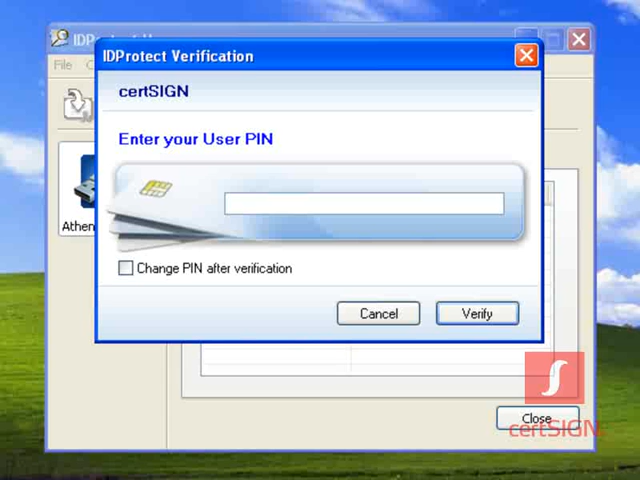 IDProtect Verification
File
certSIGN
Enter your User PIN
Athen
Change PIN after verification
Cancel
Verify
Close
certSIGN